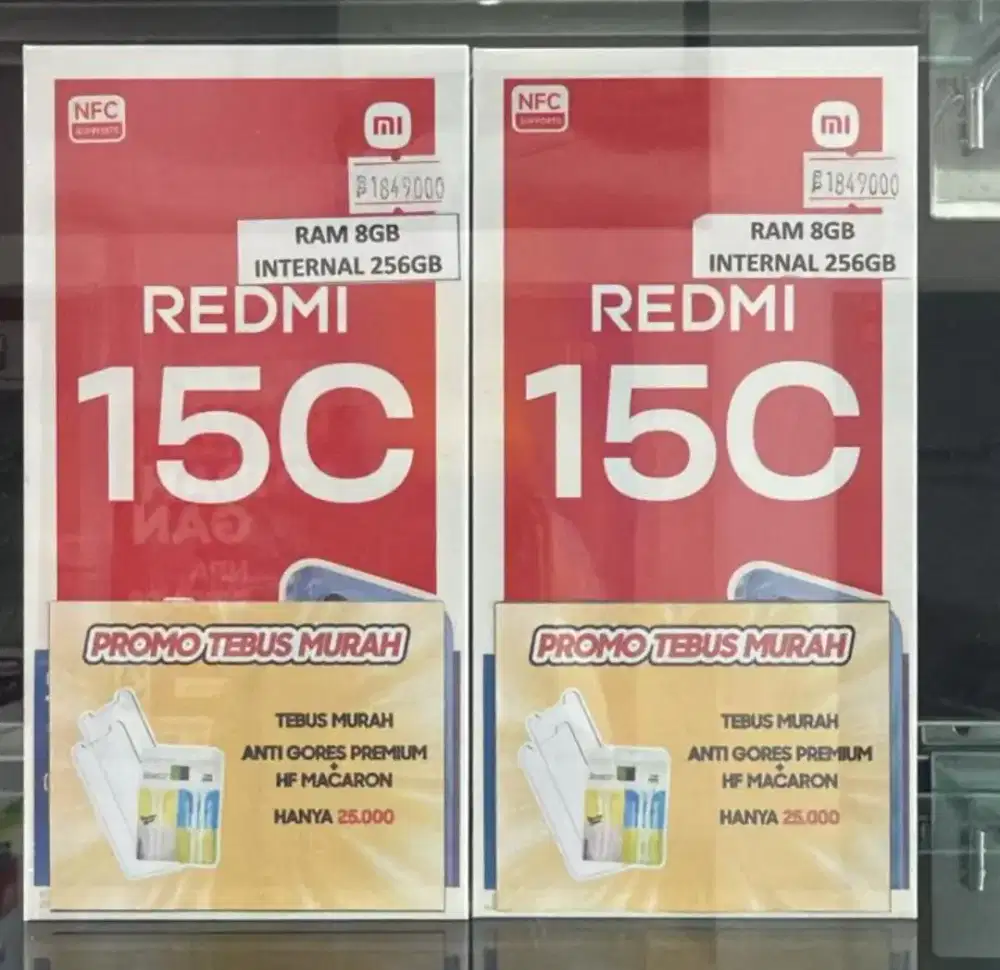 NFC
SUPPORTS
mi
1849000
RAM 8GB
INTERNAL 256GB
REDMI
15C
PROMO TEBUS MURAH
TEBUS MURAH
ANTI GORES PREMIUM
+
HF MACARON
HANYA 25.000
NFC
SUPPORTS
mi
1849000
RAM 8GB
INTERNAL 256GB
REDMI
15C
PROMO TEBUS MURAH
TEBUS MURAH
ANTI GORES PREMIUM
+
HF MACARON
HANYA 25.000